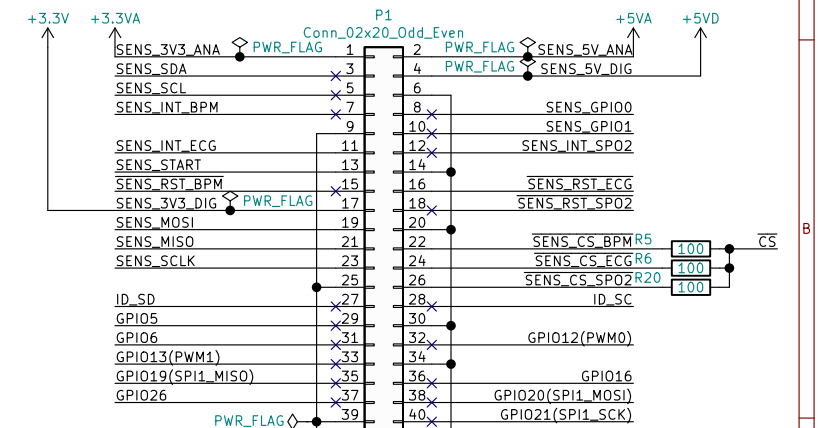 P1
+3.3V +3.3VA Conn_02x20_Odd_Even +5VA +5VD
SENS_3V3_ANA PWR_FLAG 1 2 PWR_FLAG SENS_5V_ANA
SENS_SDA 3 4 PWR_FLAG SENS_5V_DIG
SENS_SCL 5 6
SENS_INT_BPM 7 8 SENS_GPIO0
9 10 SENS_GPIO1
SENS_INT_ECG 11 12 SENS_INT_SPO2
SENS_START 13 14
SENS_RST_BPM 15 16 SENS_RST_ECG
SENS_3V3_DIG PWR_FLAG 17 18 SENS_RST_SPO2
SENS_MOSI 19 20
SENS_MISO 21 22 SENS_CS_BPM R5 100 CS
SENS_SCLK 23 24 SENS_CS_ECG R6 100
25 26 SENS_CS_SPO2 R20 100
ID_SD 27 28 ID_SC
GPIO5 29 30
GPIO6 31 32 GPIO12(PWM0)
GPIO13(PWM1) 33 34
GPIO19(SPI1_MISO) 35 36 GPIO16
GPIO26 37 38 GPIO20(SPI1_MOSI)
PWR_FLAG 39 40 GPIO21(SPI1_SCK)
B